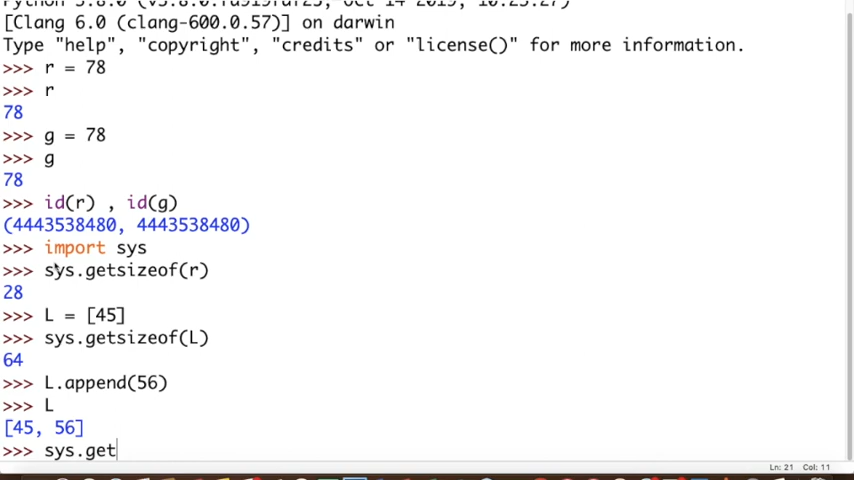 [Clang 6.0 (clang-600.0.57)] on darwin
Type "help", "copyright", "credits" or "license()" for more information.
>>> r = 78
>>> r
78
>>> g = 78
>>> g
78
>>> id(r) , id(g)
(4443538480, 4443538480)
>>> import sys
>>> sys.getsizeof(r)
28
>>> L = [45]
>>> sys.getsizeof(L)
64
>>> L.append(56)
>>> L
[45, 56]
>>> sys.get
Ln: 21 Col: 11